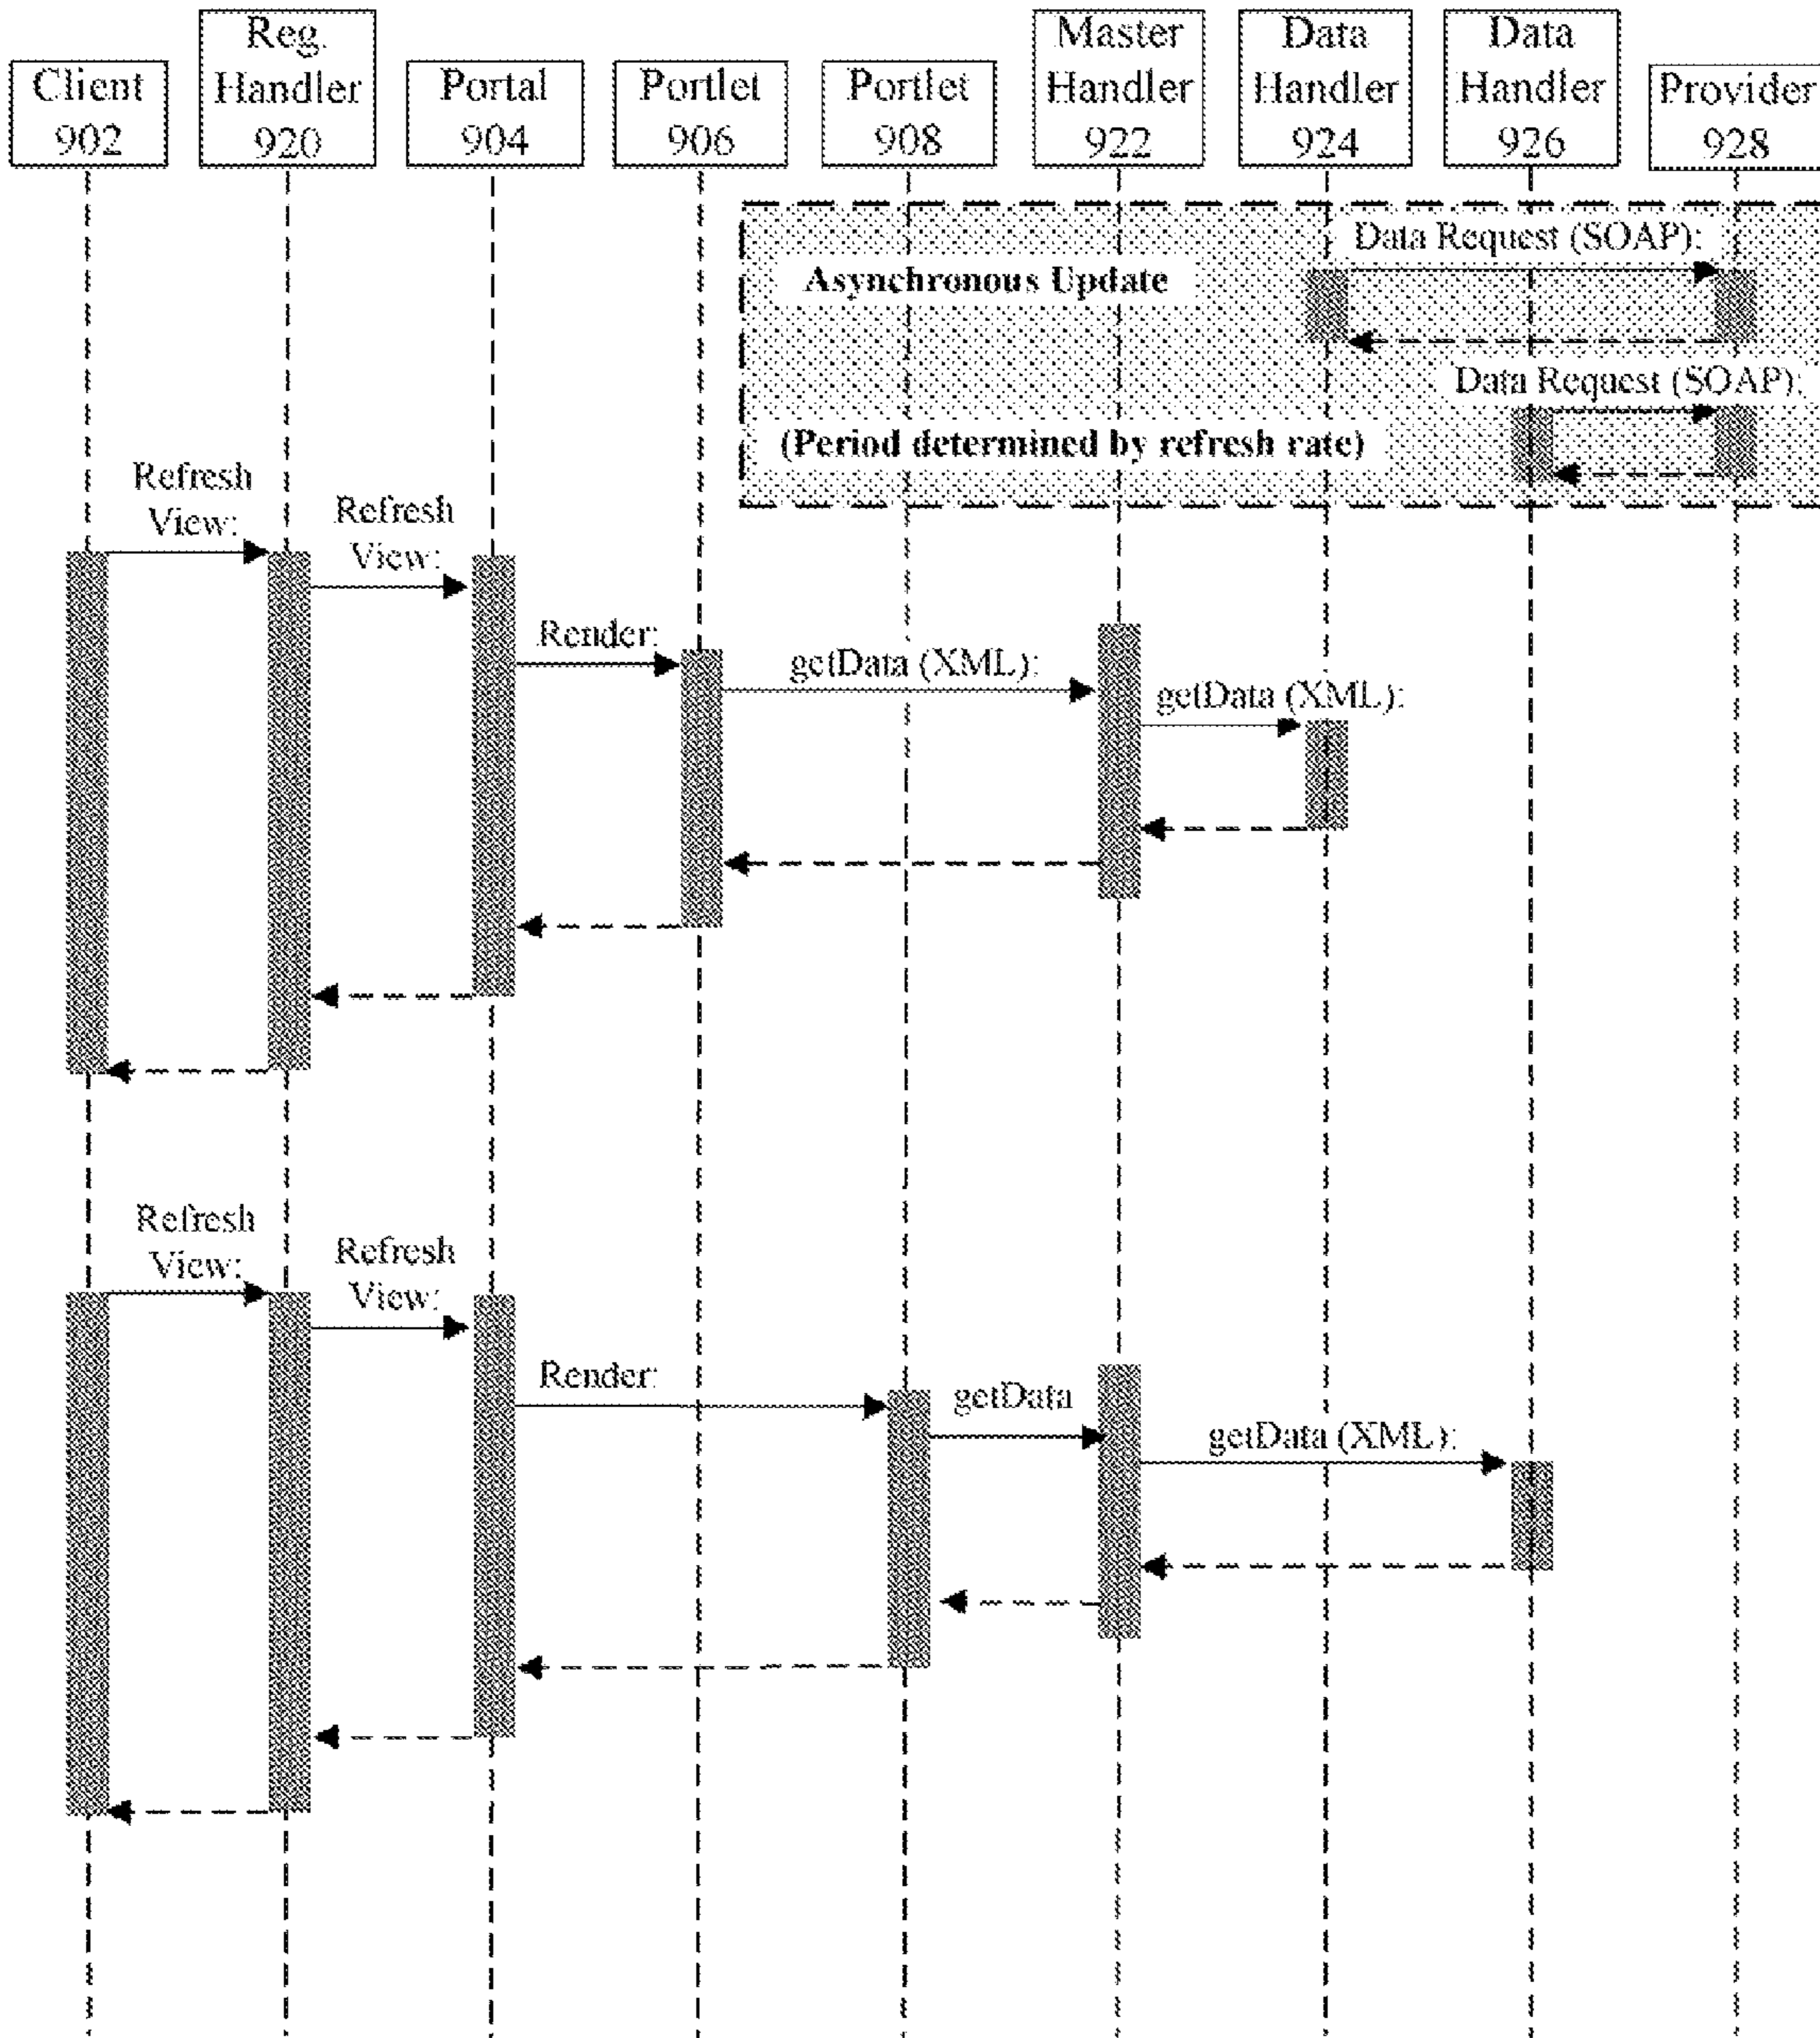 Client
902
Reg.
Handler
920
Portal
904
Portlet
906
Portlet
908
Master
Handler
922
Data
Handler
924
Data
Handler
926
Provider
928
Data Request (SOAP):
Asynchronous Update
Data Request (SOAP):
(Period determined by refresh rate)
Refresh
View:
Refresh
View:
Render:
getData (XML):
getData (XML):
Refresh
View:
Refresh
View:
Render:
getData
getData (XML):